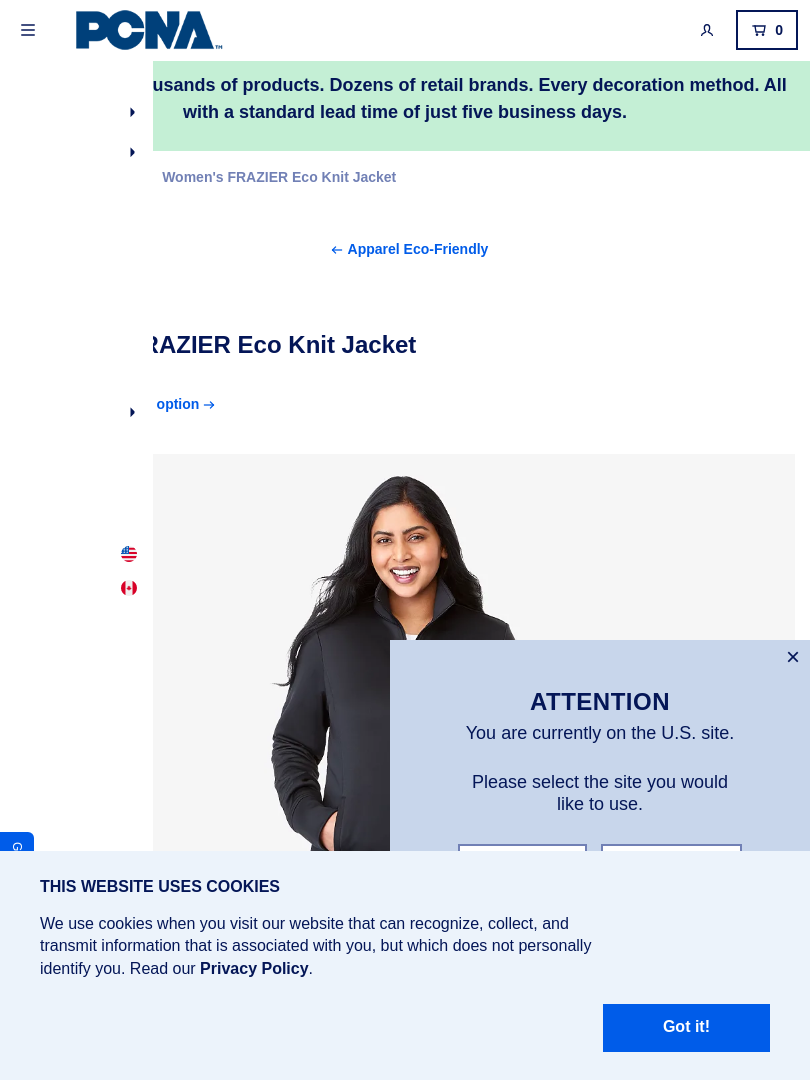 PCNA™
0
usands of products. Dozens of retail brands. Every decoration method. All
with a standard lead time of just five business days.
Women's FRAZIER Eco Knit Jacket
← Apparel Eco-Friendly
RAZIER Eco Knit Jacket
option →
ATTENTION
You are currently on the U.S. site.
Please select the site you would
like to use.
G
THIS WEBSITE USES COOKIES
We use cookies when you visit our website that can recognize, collect, and
transmit information that is associated with you, but which does not personally
identify you. Read our Privacy Policy.
Got it!